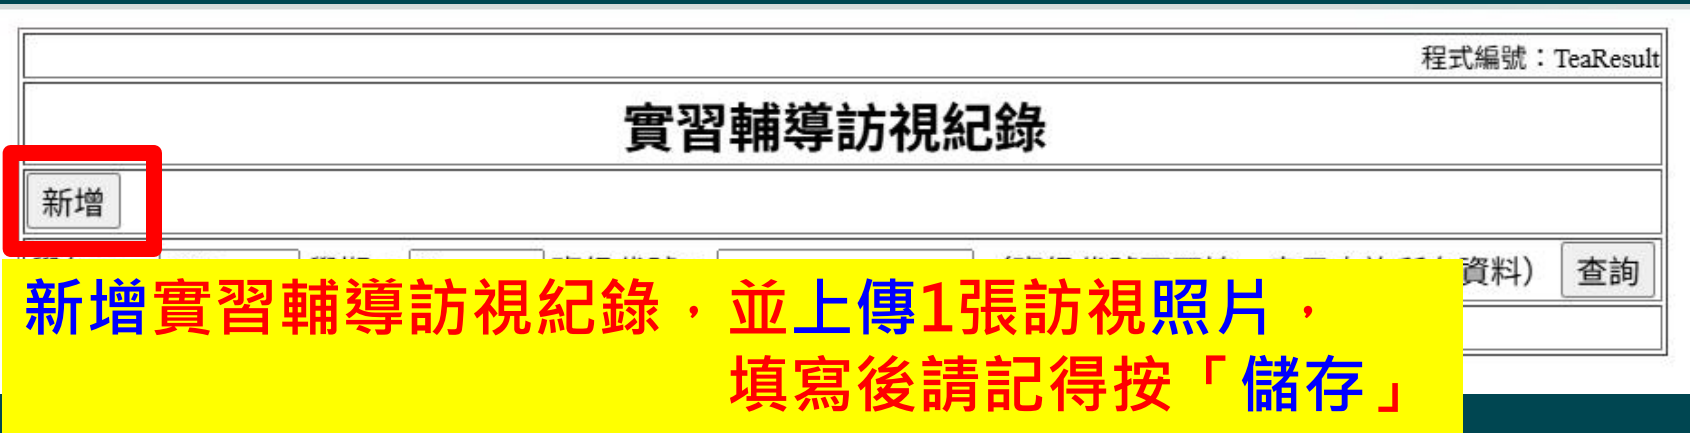 程式編號：TeaResult
實習輔導訪視紀錄
新增
資料） 查詢
新增實習輔導訪視紀錄，並上傳1張訪視照片，
填寫後請記得按「儲存」